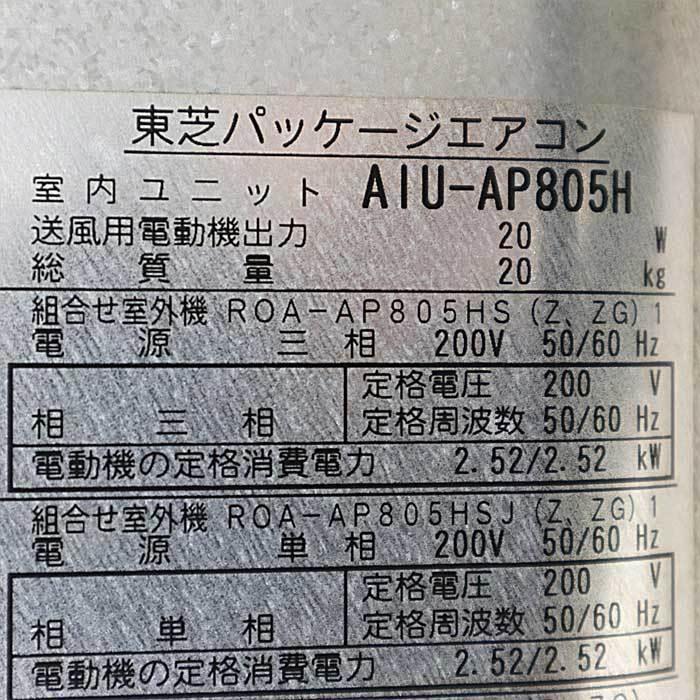 東芝パッケージエアコン
室内ユニット AIU-AP805H
送風用電動機出力 20 W
総質量 20 kg
組合せ室外機 ROA-AP805HS (Z、ZG) 1
電源 三相 200V 50/60 Hz
定格電圧 200 V
相 三相 定格周波数 50/60 Hz
電動機の定格消費電力 2.52/2.52 kW
組合せ室外機 ROA-AP805HSJ (Z、ZG) 1
電源 単相 200V 50/60 Hz
定格電圧 200 V
相 単相 定格周波数 50/60 Hz
電動機の定格消費電力 2.52/2.52 kW